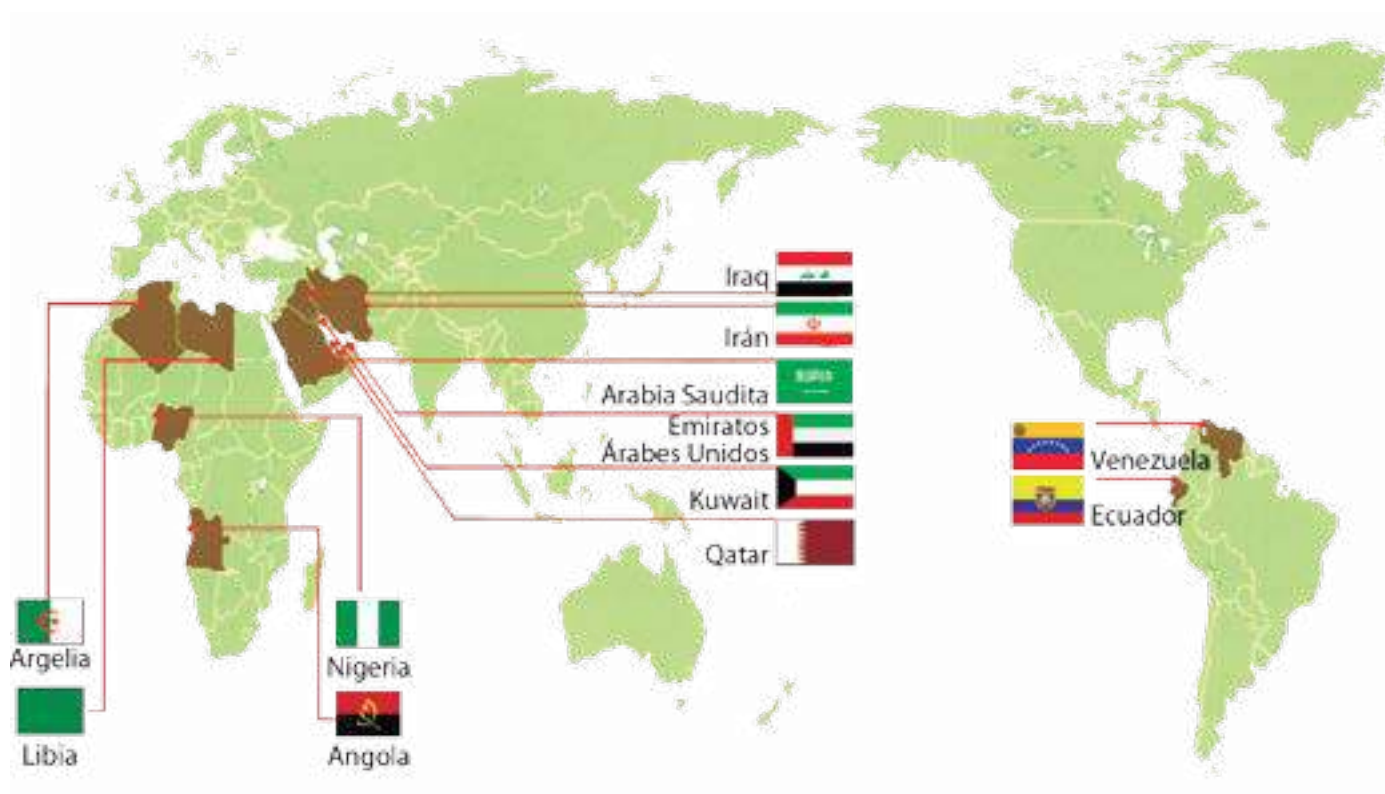 Iraq
Irán
Arabia Saudita
Emiratos
Árabes Unidos
Kuwait
Qatar
Venezuela
Ecuador
Argelia
Nigeria
Libia
Angola